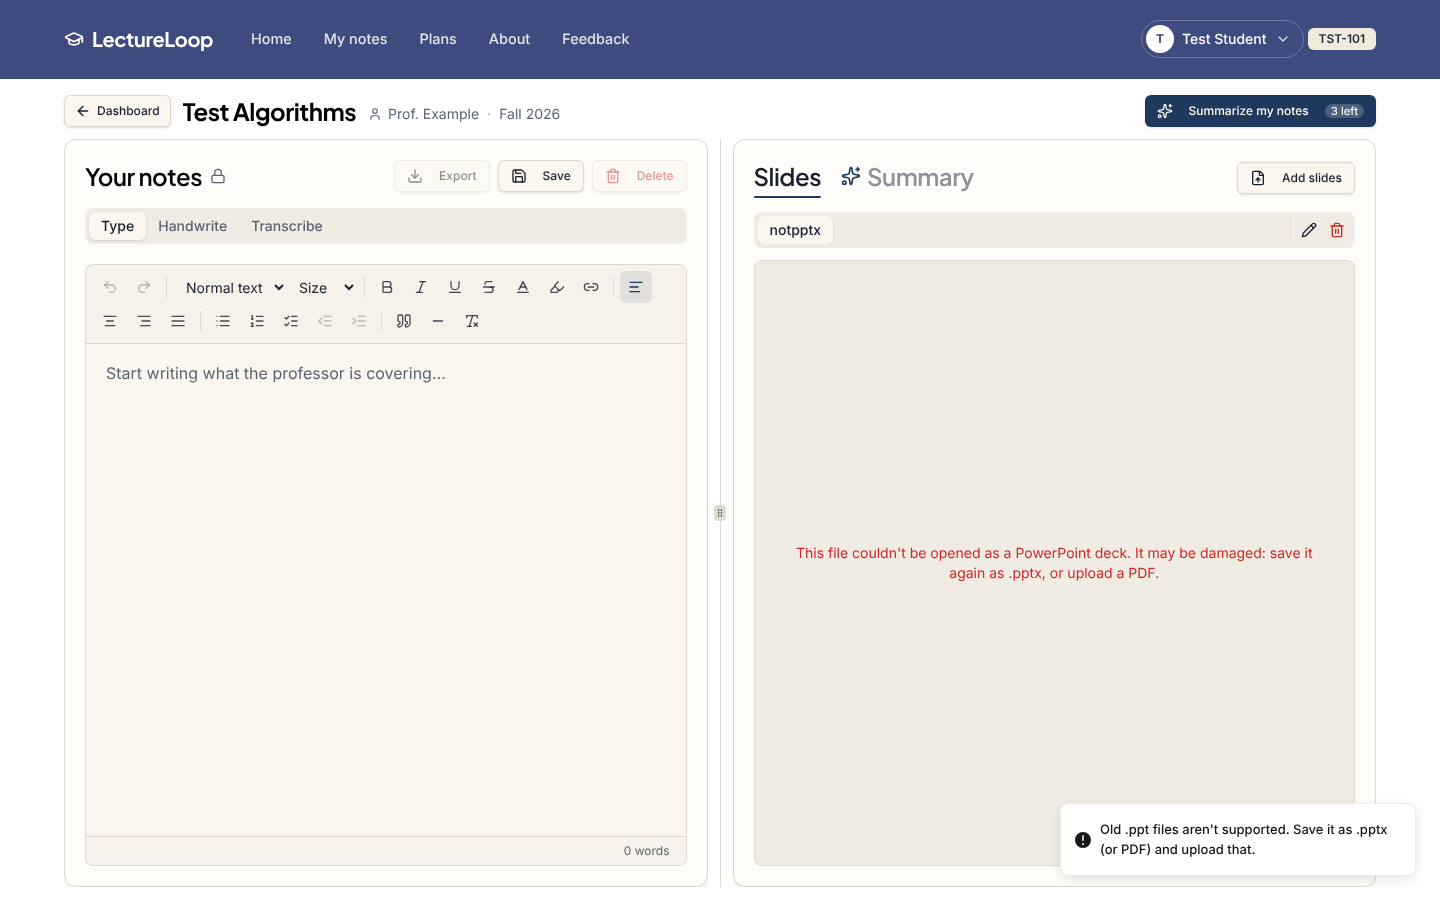 LectureLoop
Home
My notes
Plans
About
Feedback
T
Test Student
TST-101
Dashboard
Test Algorithms
Prof. Example · Fall 2026
Summarize my notes
3 left
Your notes
Export
Save
Delete
Type
Handwrite
Transcribe
Normal text
Size
Start writing what the professor is covering...
0 words
Slides
Summary
Add slides
notpptx
This file couldn't be opened as a PowerPoint deck. It may be damaged: save it
again as .pptx, or upload a PDF.
Old .ppt files aren't supported. Save it as .pptx
(or PDF) and upload that.